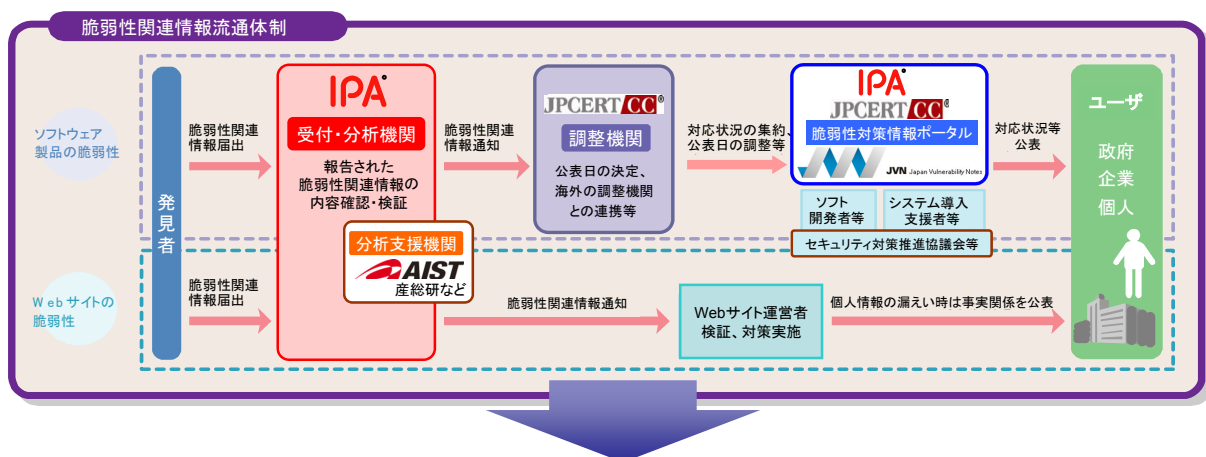 脆弱性関連情報流通体制
ソフトウェア
製品の脆弱性
Webサイトの
脆弱性
発見者
脆弱性関連
情報届出
脆弱性関連
情報届出
IPA
受付・分析機関
報告された
脆弱性関連情報の
内容確認・検証
分析支援機関
AIST
産総研など
脆弱性関連
情報通知
JPCERT CC®
調整機関
公表日の決定、
海外の調整機関
との連携等
対応状況の集約、
公表日の調整等
IPA
JPCERT CC®
脆弱性対策情報ポータル
JVN Japan Vulnerability Notes
ソフト
開発者等
システム導入
支援者等
セキュリティ対策推進協議会等
対応状況等
公表
脆弱性関連情報通知
Webサイト運営者
検証、対策実施
個人情報の漏えい時は事実関係を公表
ユーザ
政府
企業
個人